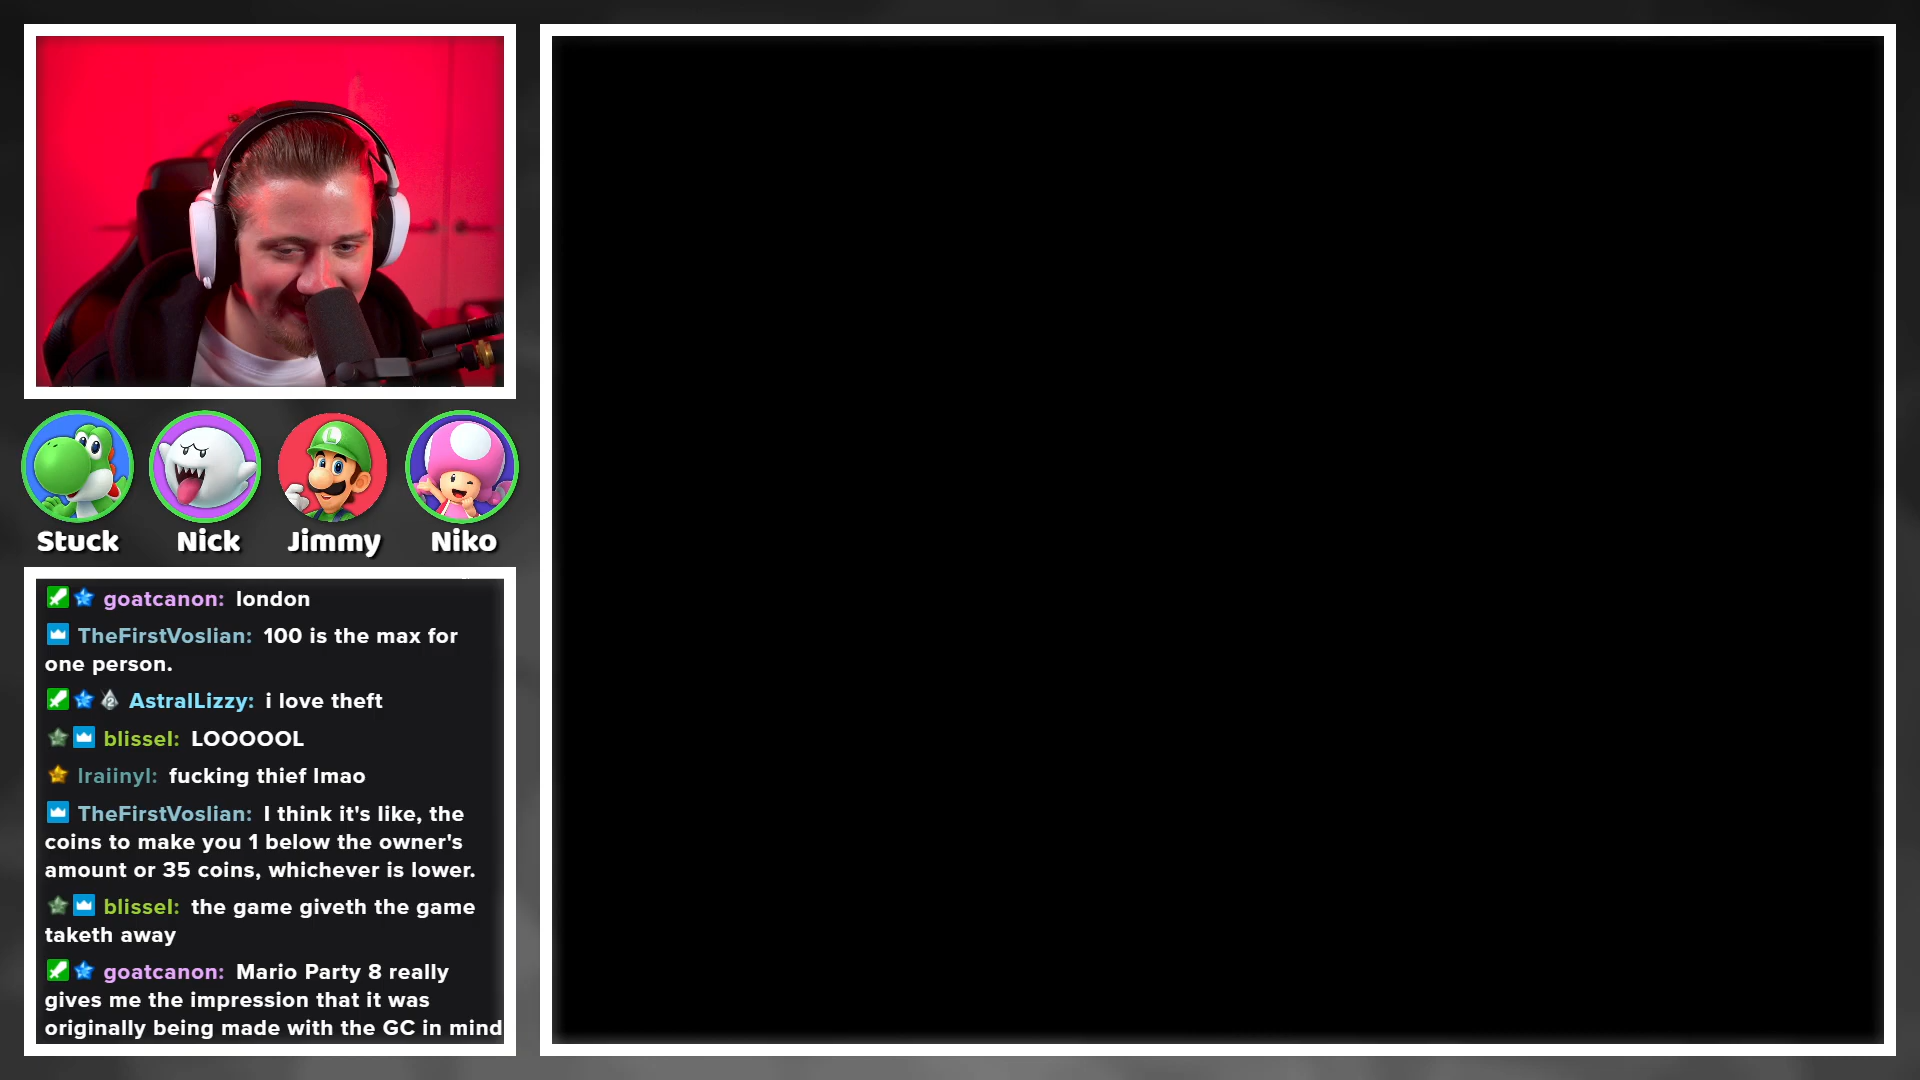 Stuck Nick Jimmy Niko
goatcanon: london
TheFirstVoslian: 100 is the max for
one person.
AstralLizzy: i love theft
blissel: LOOOOOL
lraiinyl: fucking thief lmao
TheFirstVoslian: I think it's like, the
coins to make you 1 below the owner's
amount or 35 coins, whichever is lower.
blissel: the game giveth the game
taketh away
goatcanon: Mario Party 8 really
gives me the impression that it was
originally being made with the GC in mind